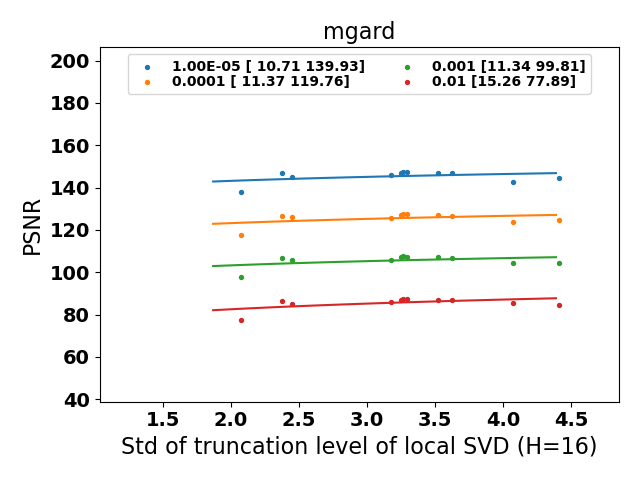 mgard
1.00E-05 [ 10.71 139.93]
0.0001 [ 11.37 119.76]
0.001 [11.34 99.81]
0.01 [15.26 77.89]
PSNR
200
180
160
140
120
100
80
60
40
1.5 2.0 2.5 3.0 3.5 4.0 4.5
Std of truncation level of local SVD (H=16)